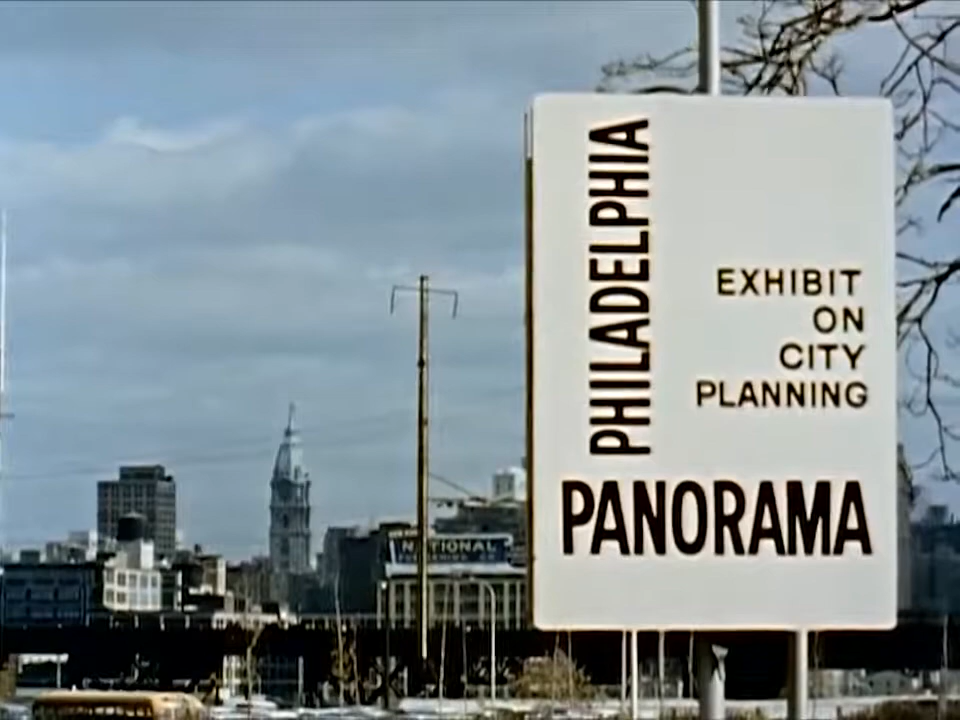 PHILADELPHIA
EXHIBIT
ON
CITY
PLANNING
PANORAMA
NATIONAL